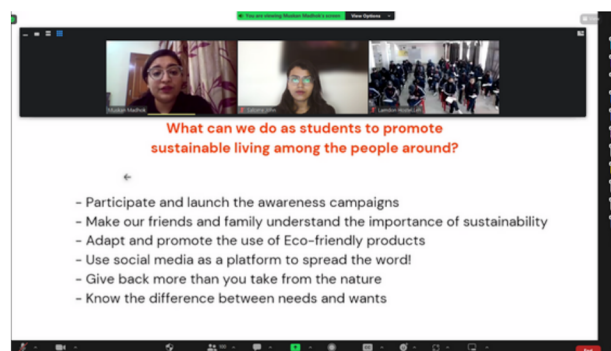 You are viewing Muskan Madhok's screen View Options
Muskan Madhok
What can we do as students to promote
sustainable living among the people around?
- Participate and launch the awareness campaigns
- Make our friends and family understand the importance of sustainability
- Adapt and promote the use of Eco-friendly products
- Use social media as a platform to spread the word!
- Give back more than you take from the nature
- Know the difference between needs and wants